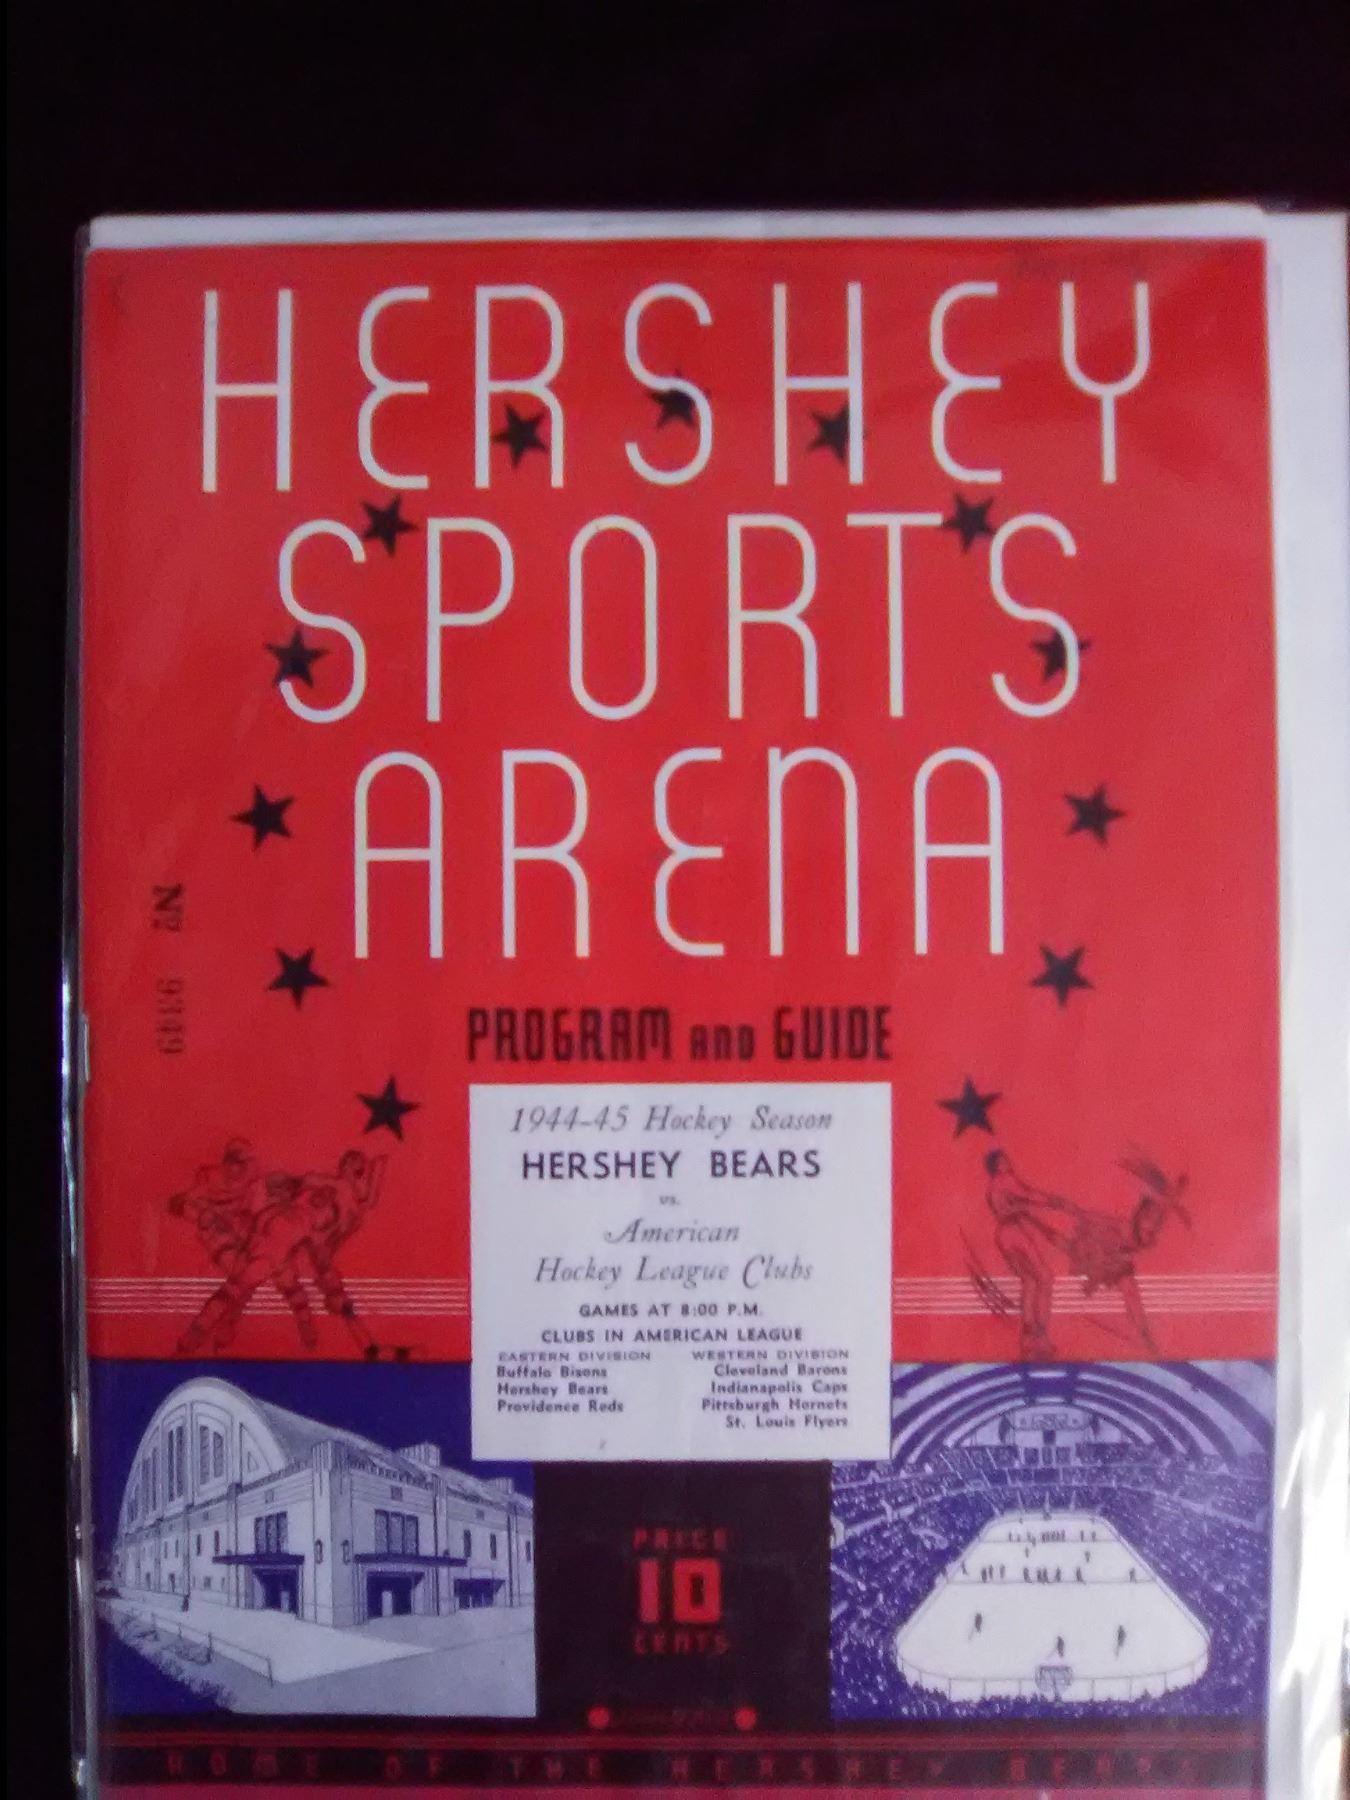 HERSHEY
SPORTS
ARENA
No 9349
PROGRAM AND GUIDE
1944-45 Hockey Season
HERSHEY BEARS
vs.
American
Hockey League Clubs
GAMES AT 8:00 P.M.
CLUBS IN AMERICAN LEAGUE
EASTERN DIVISION WESTERN DIVISION
Buffalo Bisons Cleveland Barons
Hershey Bears Indianapolis Caps
Providence Reds Pittsburgh Hornets
St. Louis Flyers
PRICE
10
CENTS
HOME OF THE HERSHEY BEARS